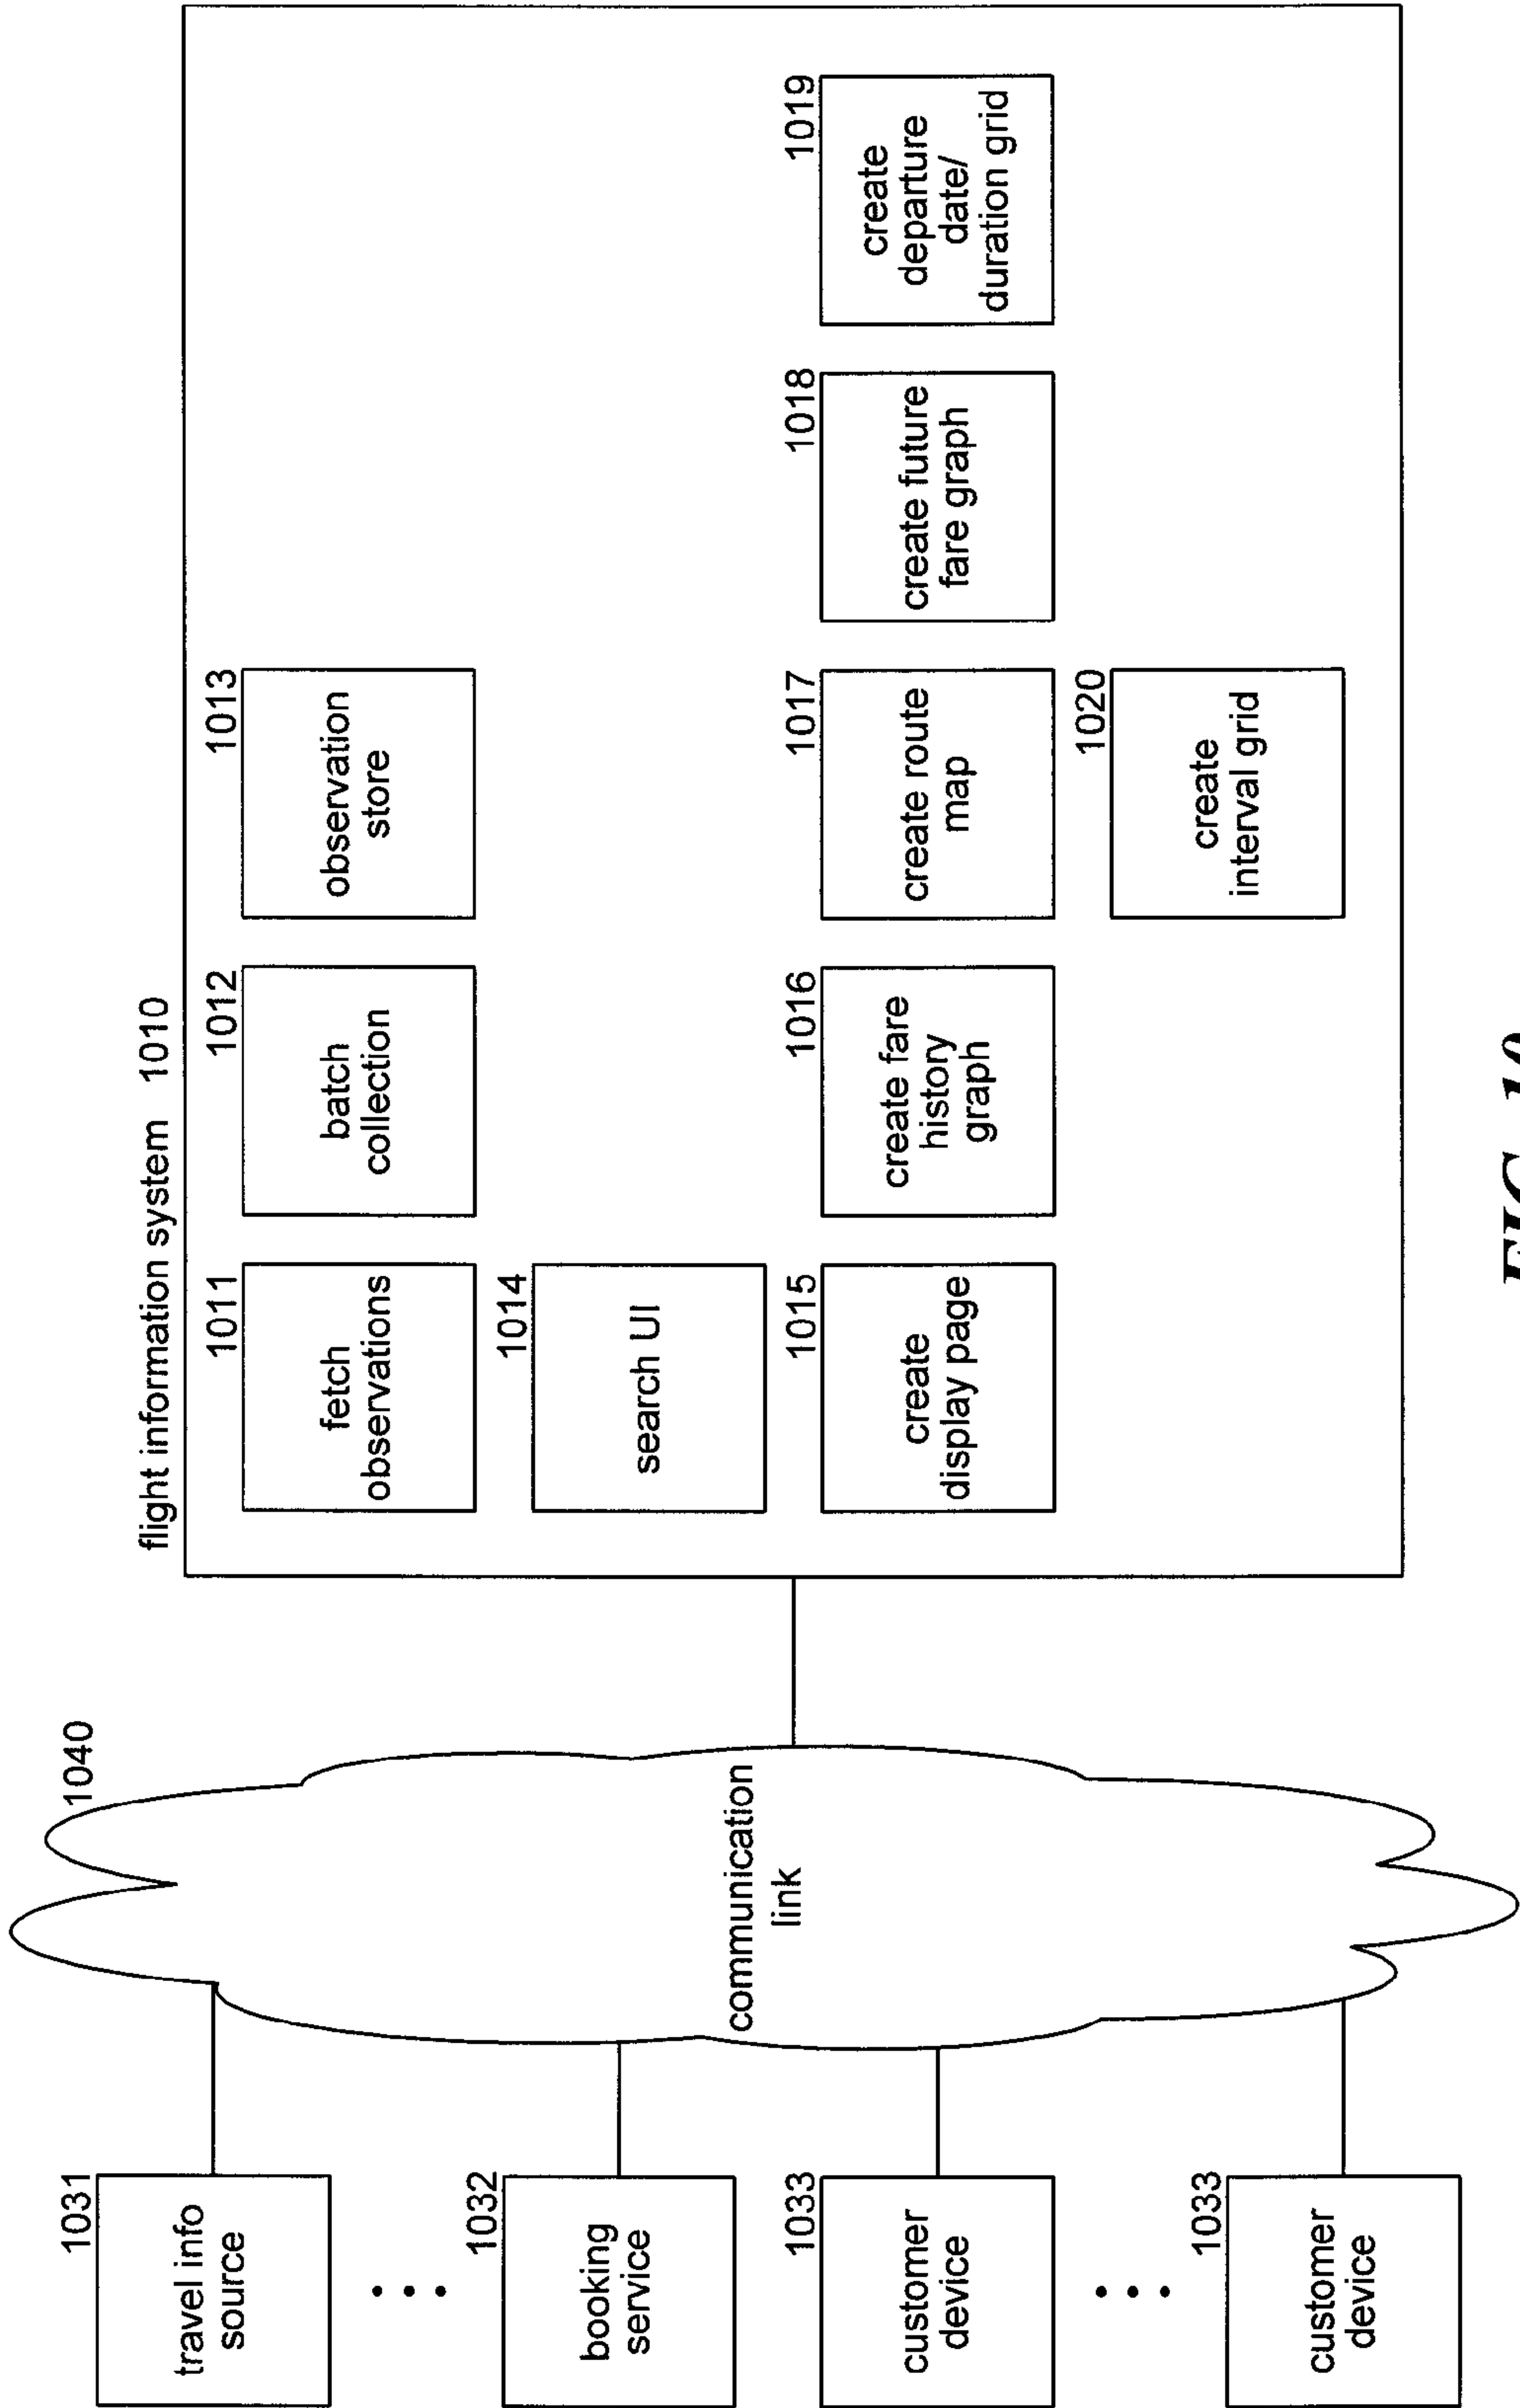 flight information system 1010
1031
travel info
source
1032
booking
service
1033
customer
device
1033
customer
device
1040
communication
link
1011
fetch
observations
1012
batch
collection
1013
observation
store
1014
search UI
1015
create
display page
1016
create fare
history
graph
1017
create route
map
1018
create future
fare graph
1019
create
departure
date/
duration grid
1020
create
interval grid
FIG. 10